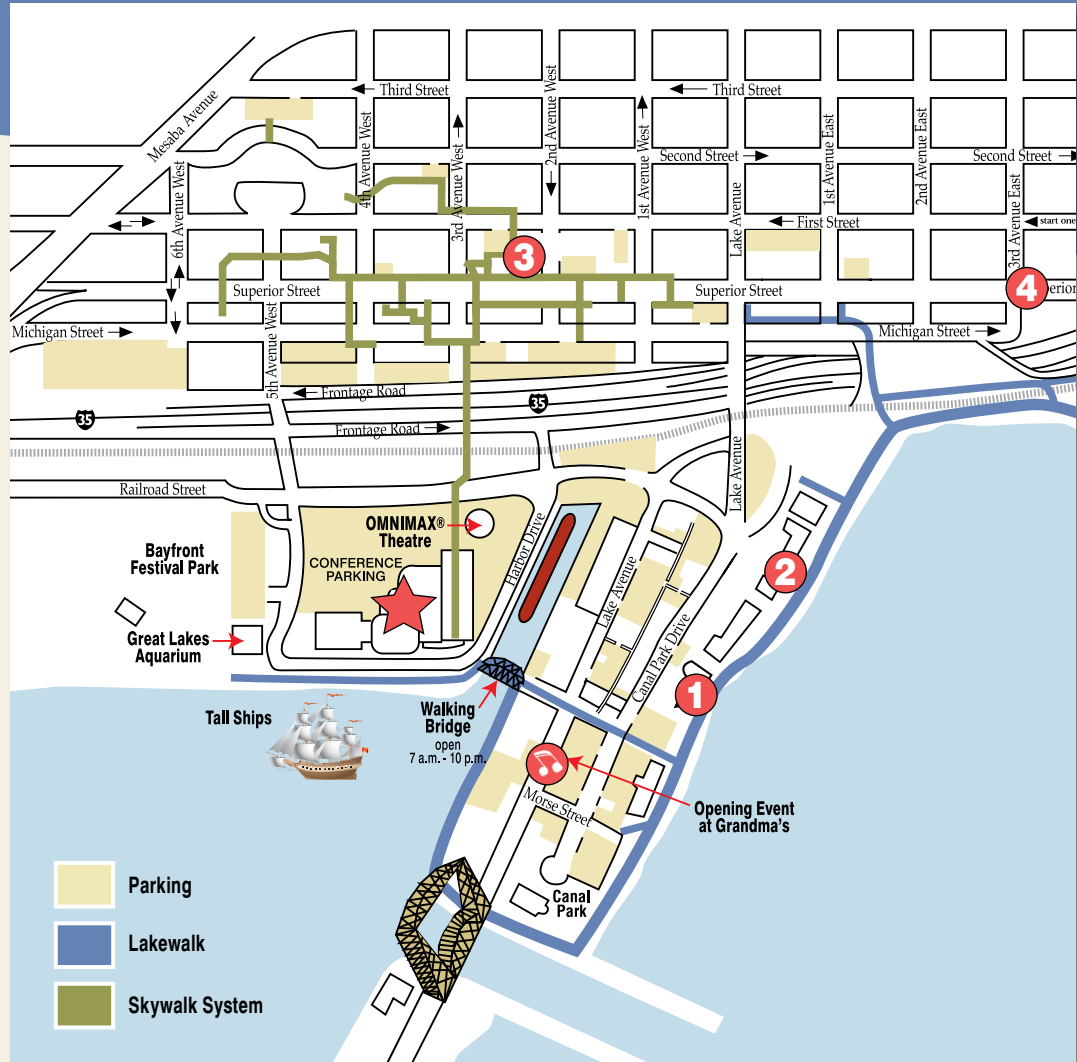 Third Street
Third Street
Mesaba Avenue
4th Avenue West
3rd Avenue West
2nd Avenue West
1st Avenue West
Second Street
Second Street
1st Avenue East
2nd Avenue East
6th Avenue West
Lake Avenue
First Street
3rd Avenue East
start one
3
4
Superior Street
Superior Street
Michigan Street
Michigan Street
5th Avenue West
Frontage Road
35
35
Frontage Road
Lake Avenue
Railroad Street
OMNIMAX®
Theatre
Harbor Drive
Bayfront
Festival Park
CONFERENCE
PARKING
2
Lake Avenue
Great Lakes
Aquarium
Canal Park Drive
1
Tall Ships
Walking
Bridge
open
7 a.m. - 10 p.m.
Morse Street
Opening Event
at Grandma's
Canal
Park
Parking
Lakewalk
Skywalk System